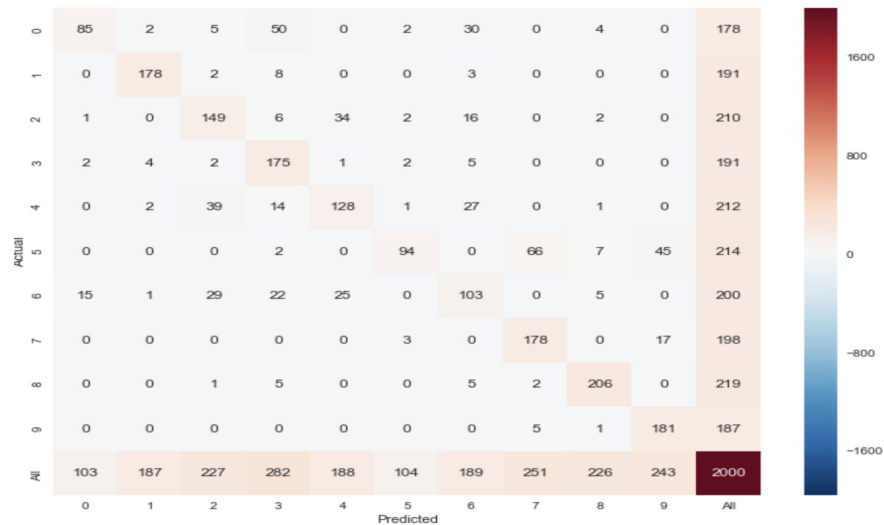 0 85 2 5 50 0 2 30 0 4 0 178
1 0 178 2 8 0 0 3 0 0 0 191
2 1 0 149 6 34 2 16 0 2 0 210
3 2 4 2 175 1 2 5 0 0 0 191
4 0 2 39 14 128 1 27 0 1 0 212
5 0 0 0 2 0 94 0 66 7 45 214
6 15 1 29 22 25 0 103 0 5 0 200
7 0 0 0 0 0 3 0 178 0 17 198
8 0 0 1 5 0 0 5 2 206 0 219
9 0 0 0 0 0 0 0 5 1 181 187
All 103 187 227 282 188 104 189 251 226 243 2000
0 1 2 3 4 5 6 7 8 9 All
Predicted
Actual
1600
800
0
−800
−1600